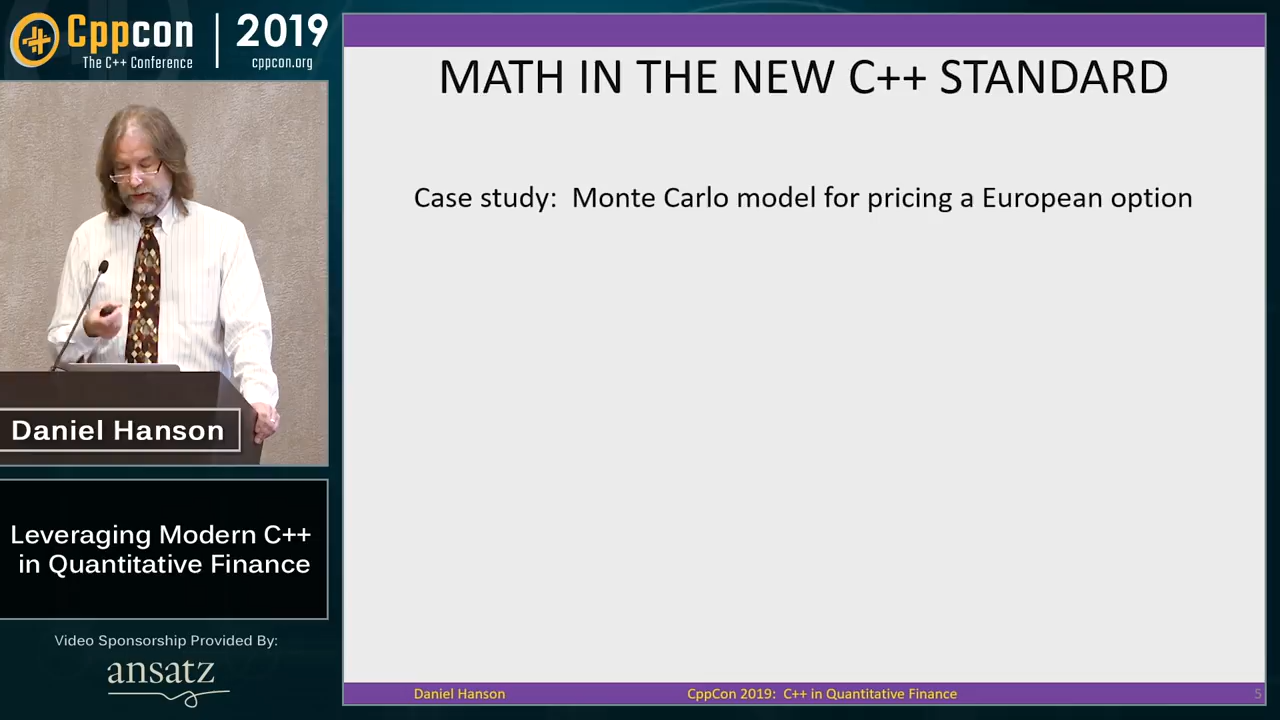 Cppcon
The C++ Conference
2019
cppcon.org
MATH IN THE NEW C++ STANDARD
Case study: Monte Carlo model for pricing a European option
Daniel Hanson
Leveraging Modern C++
in Quantitative Finance
Video Sponsorship Provided By:
ansatz
Daniel Hanson
CppCon 2019: C++ in Quantitative Finance
5